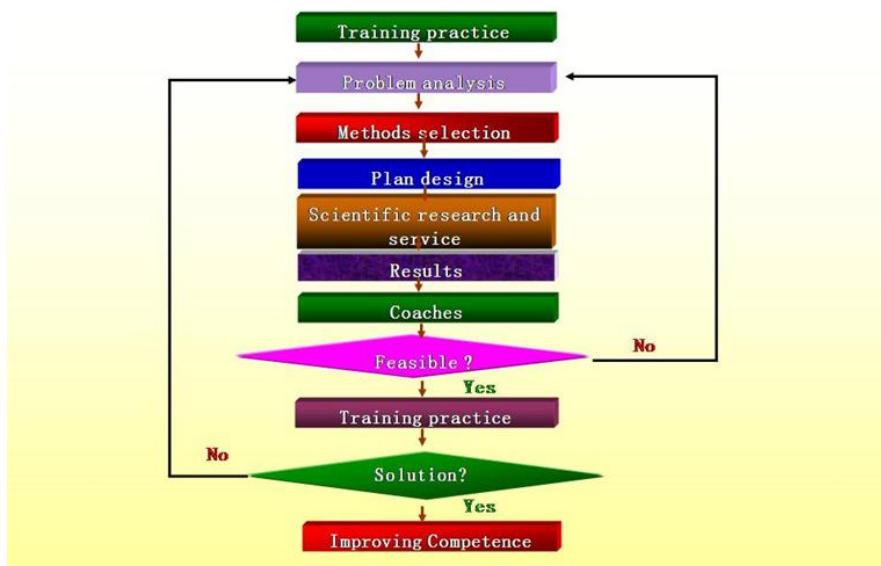 Training practice
Problem analysis
Methods selection
Plan design
Scientific research and
service
Results
Coaches
Feasible ?
No
Yes
Training practice
No
Solution?
Yes
Improving Competence